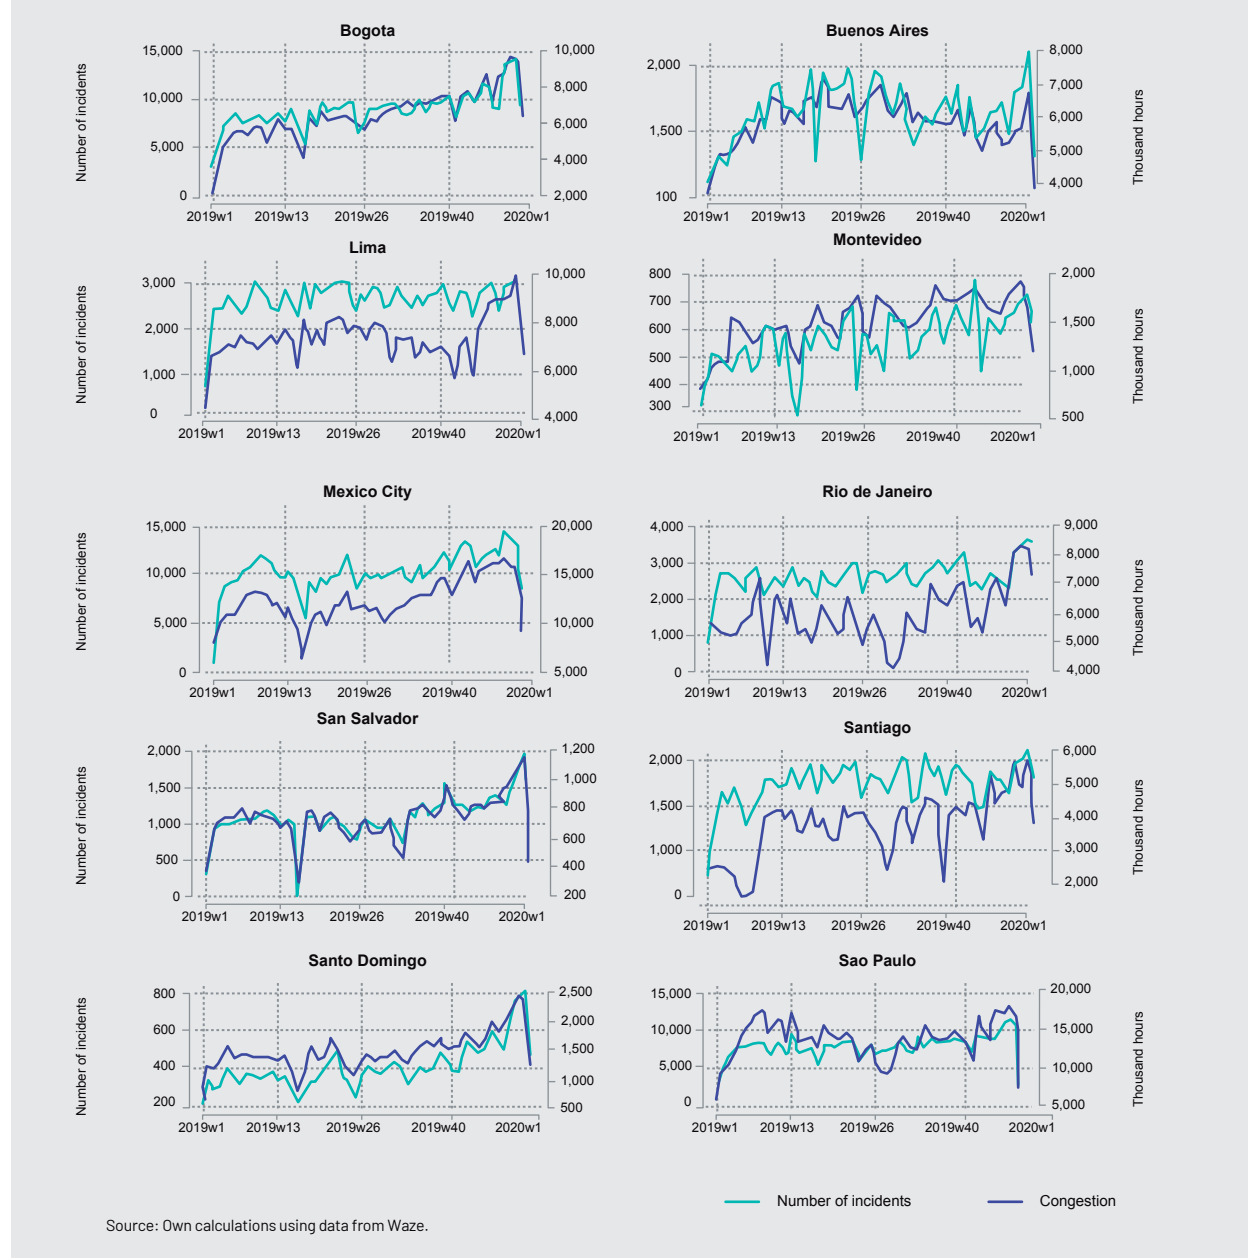 Bogota
Number of incidents
15,000
10,000
5,000
0
10,000
8,000
6,000
4,000
2,000
2019w1 2019w13 2019w26 2019w40 2020w1
Buenos Aires
2,000
1,500
100
8,000
7,000
6,000
5,000
4,000
Thousand hours
2019w1 2019w13 2019w26 2019w40 2020w1
Lima
Number of incidents
3,000
2,000
1,000
0
10,000
8,000
6,000
4,000
2019w1 2019w13 2019w26 2019w40 2020w1
Montevideo
800
700
600
500
400
300
2,000
1,500
1,000
500
Thousand hours
2019w1 2019w13 2019w26 2019w40 2020w1
Mexico City
Number of incidents
15,000
10,000
5,000
0
20,000
15,000
10,000
5,000
2019w1 2019w13 2019w26 2019w40 2020w1
Rio de Janeiro
4,000
3,000
2,000
1,000
0
9,000
8,000
7,000
6,000
5,000
4,000
Thousand hours
2019w1 2019w13 2019w26 2019w40 2020w1
San Salvador
Number of incidents
2,000
1,500
1,000
500
0
1,200
1,000
800
600
400
200
2019w1 2019w13 2019w26 2019w40 2020w1
Santiago
2,000
1,500
1,000
0
6,000
5,000
4,000
3,000
2,000
Thousand hours
2019w1 2019w13 2019w26 2019w40 2020w1
Santo Domingo
Number of incidents
800
600
400
200
2,500
2,000
1,500
1,000
500
2019w1 2019w13 2019w26 2019w40 2020w1
Sao Paulo
15,000
10,000
5,000
0
20,000
15,000
10,000
5,000
Thousand hours
2019w1 2019w13 2019w26 2019w40 2020w1
Number of incidents Congestion
Source: Own calculations using data from Waze.